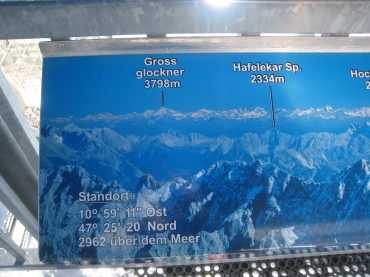 Gross
glockner
3798m
Hafelekar Sp.
2334m
Hoc
2
Standort:
10° 59' 11" Ost
47° 25' 20 Nord
2962 über dem Meer